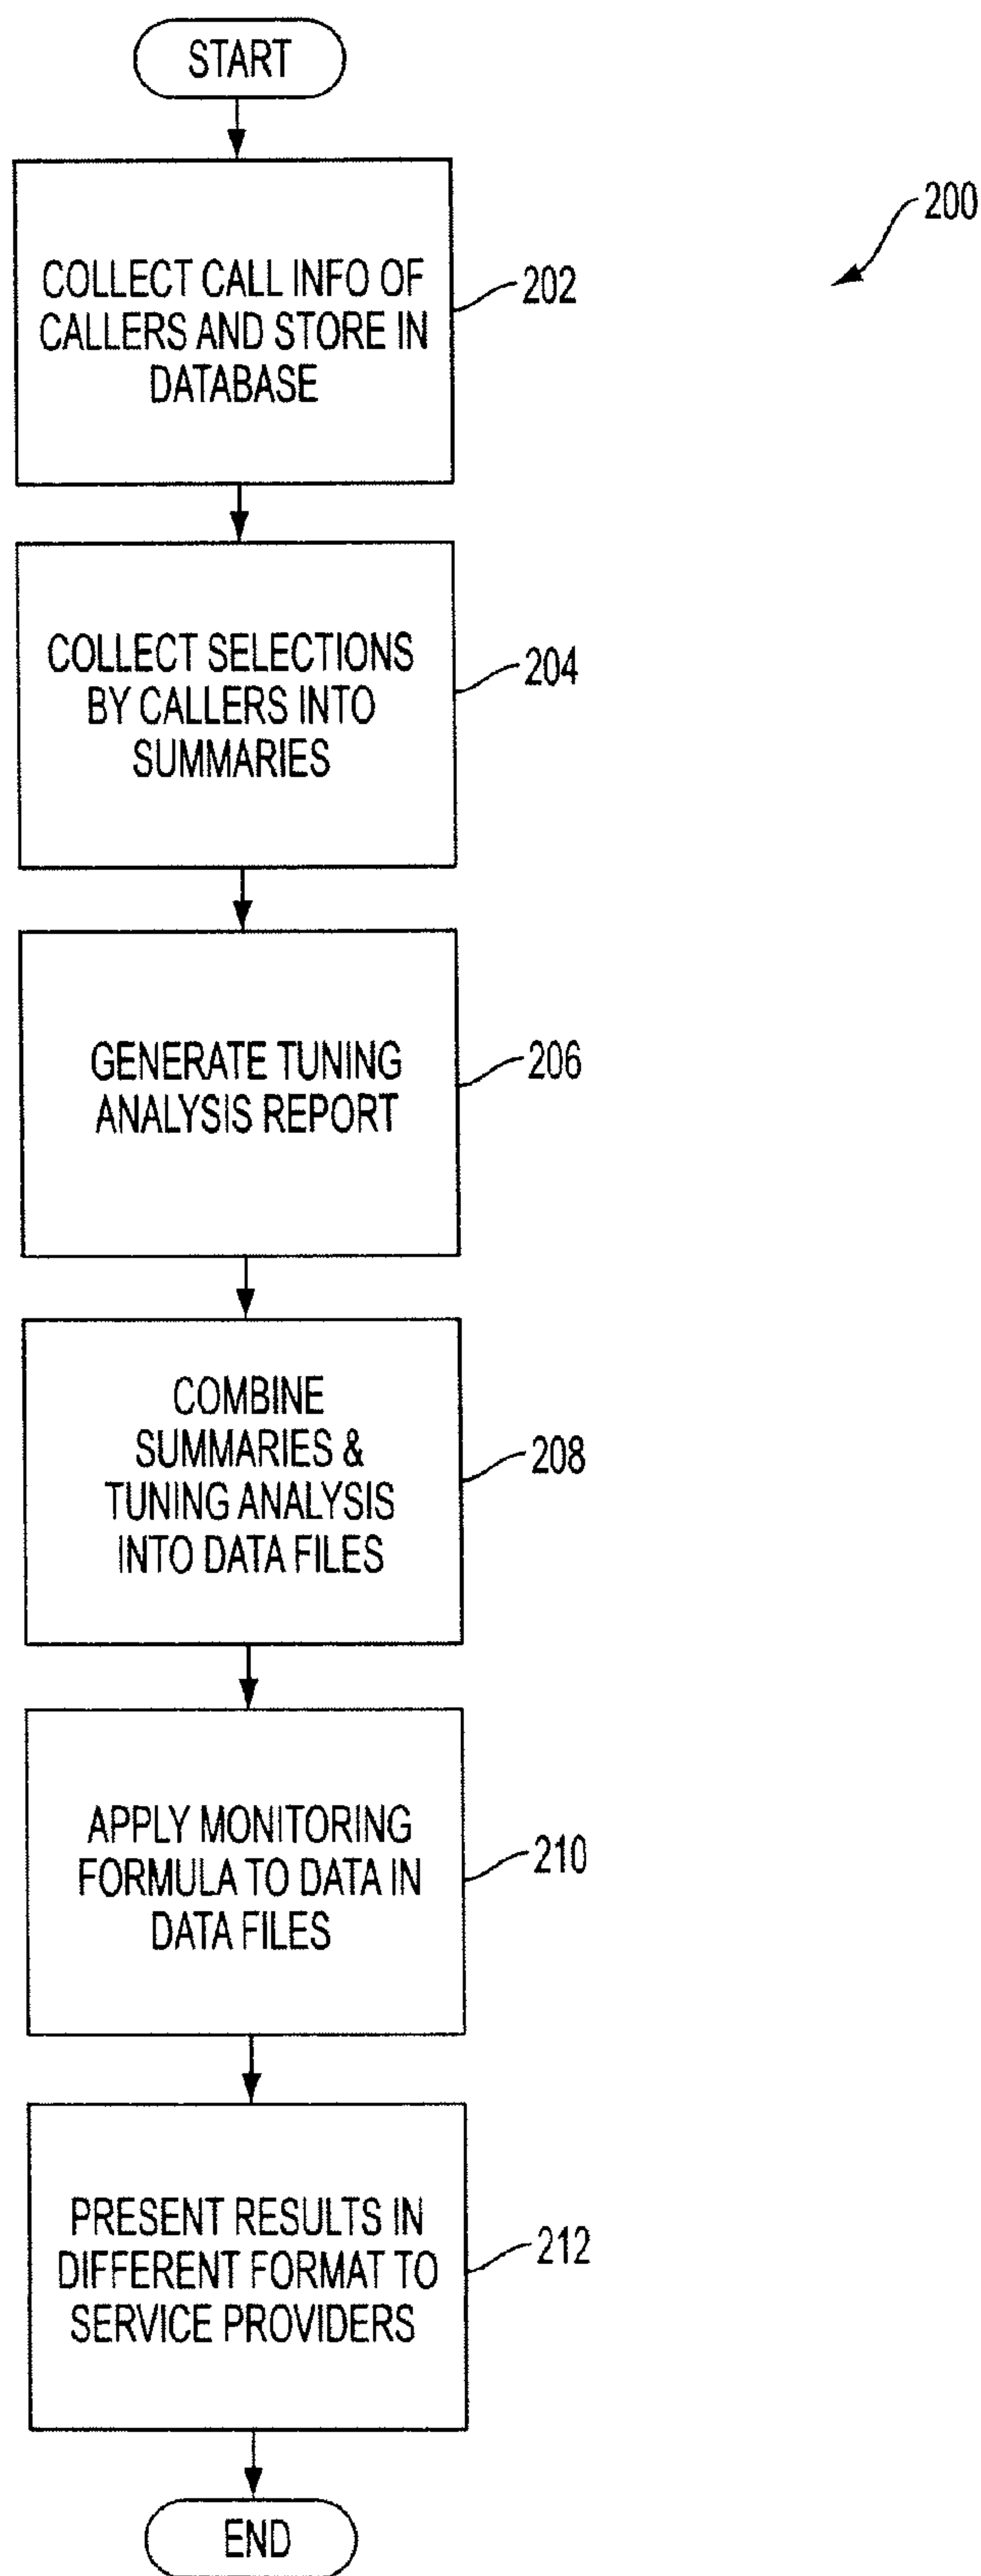 START
200
COLLECT CALL INFO OF
CALLERS AND STORE IN
DATABASE
202
COLLECT SELECTIONS
BY CALLERS INTO
SUMMARIES
204
GENERATE TUNING
ANALYSIS REPORT
206
COMBINE
SUMMARIES &
TUNING ANALYSIS
INTO DATA FILES
208
APPLY MONITORING
FORMULA TO DATA IN
DATA FILES
210
PRESENT RESULTS IN
DIFFERENT FORMAT TO
SERVICE PROVIDERS
212
END